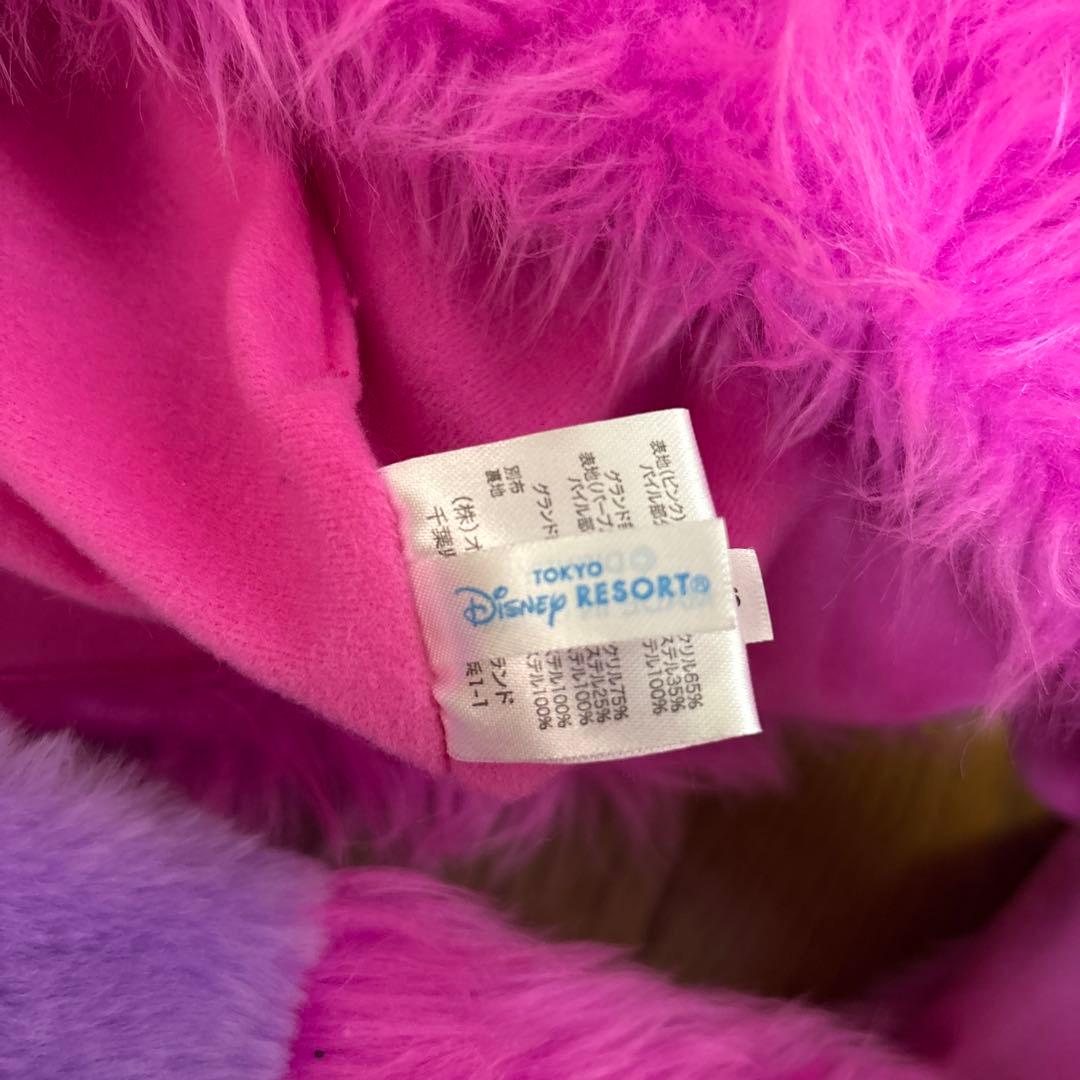 TOKYO
Disney RESORT®
表地(ピンク)
パイル部 クリル65%
ステル35%
グランド テル100%
表地(パープ
パイル部 クリル75%
ステル25%
グランド テル100%
別布 テル100%
裏地 テル100%
(株)オ ランド
千葉 1-1